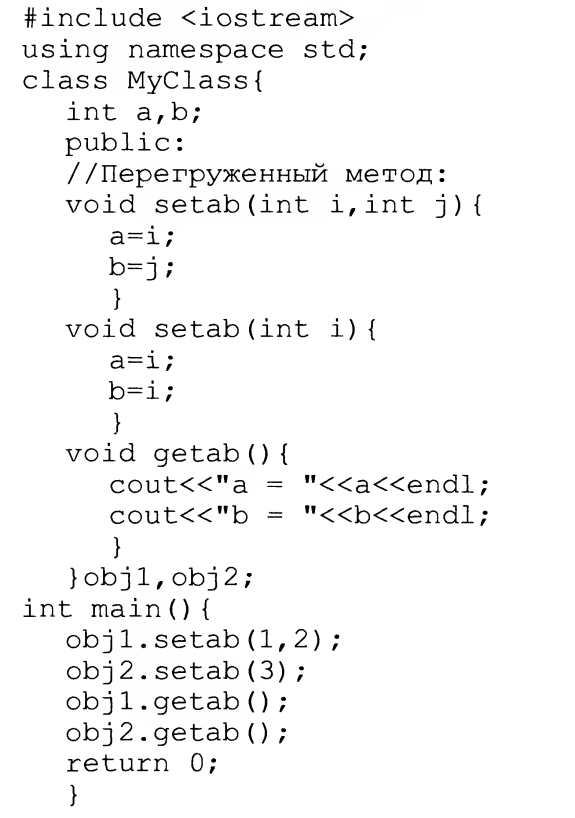 #include <iostream>
using namespace std;
class MyClass{
int a,b;
public:
//Перегруженный метод:
void setab(int i,int j){
a=i;
b=j;
}
void setab(int i){
a=i;
b=i;
}
void getab(){
cout<<"a = "<<a<<endl;
cout<<"b = "<<b<<endl;
}
}obj1,obj2;
int main(){
obj1.setab(1,2);
obj2.setab(3);
obj1.getab();
obj2.getab();
return 0;
}